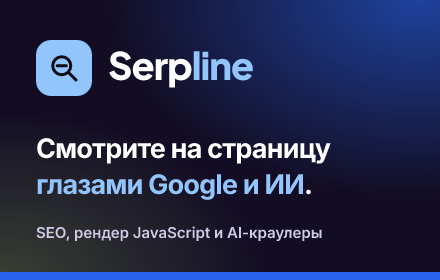 Serpline
Смотрите на страницу
глазами Google и ИИ.
SEO, рендер JavaScript и AI-краулеры